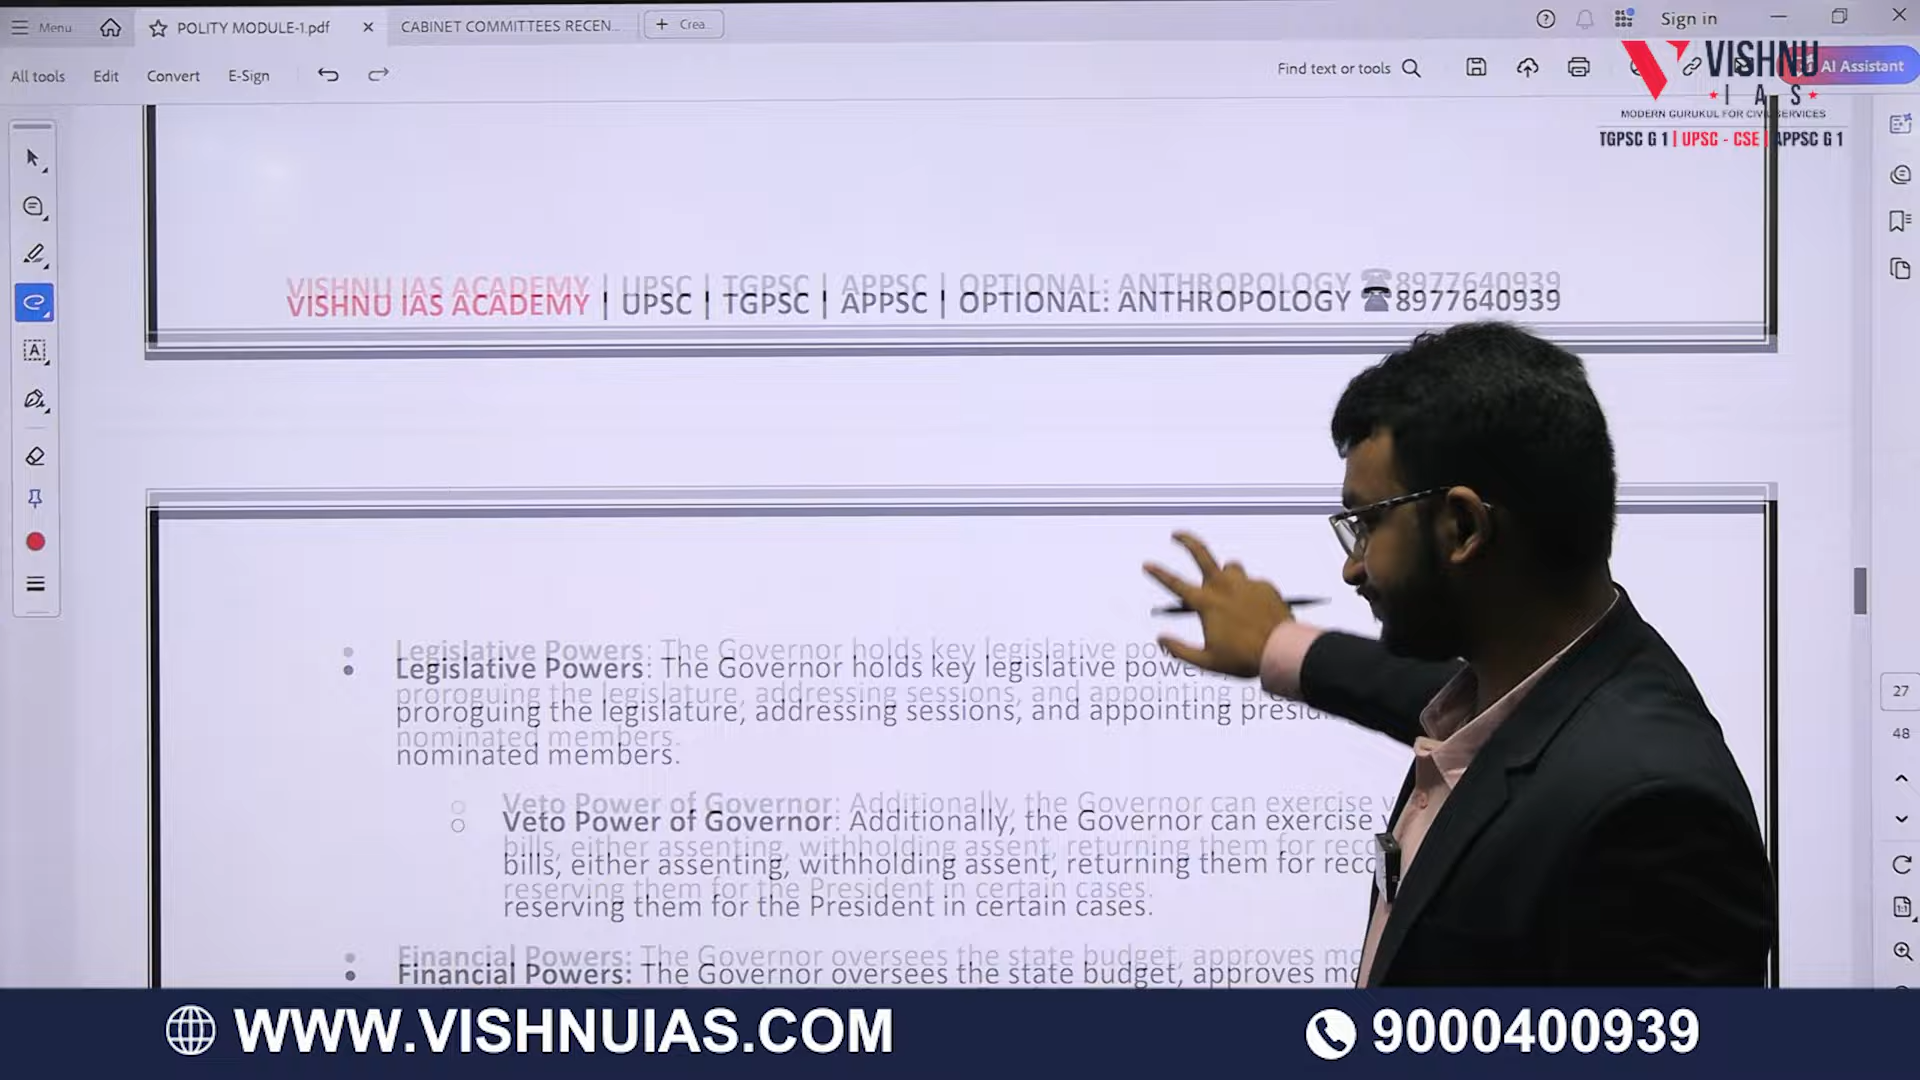 Menu
POLITY MODULE-1.pdf
CABINET COMMITTEES RECEN...
Crea..
Sign in
All tools
Edit
Convert
E-Sign
Find text or tools
AI Assistant
VISHNU
IAS
MODERN GURUKUL FOR CIVIL SERVICES
TGPSC G 1 | UPSC - CSE | APPSC G 1
VISHNU IAS ACADEMY | UPSC | TGPSC | APPSC | OPTIONAL: ANTHROPOLOGY ☎8977640939
27
48
• Legislative Powers: The Governor holds key legislative
proroguing the legislature, addressing sessions, and appointing
nominated members.
○ Veto Power of Governor: Additionally, the Governor can exercise
bills, either assenting, withholding assent, returning them for
reserving them for the President in certain cases.
• Financial Powers: The Governor oversees the state budget, approves
WWW.VISHNUIAS.COM
9000400939